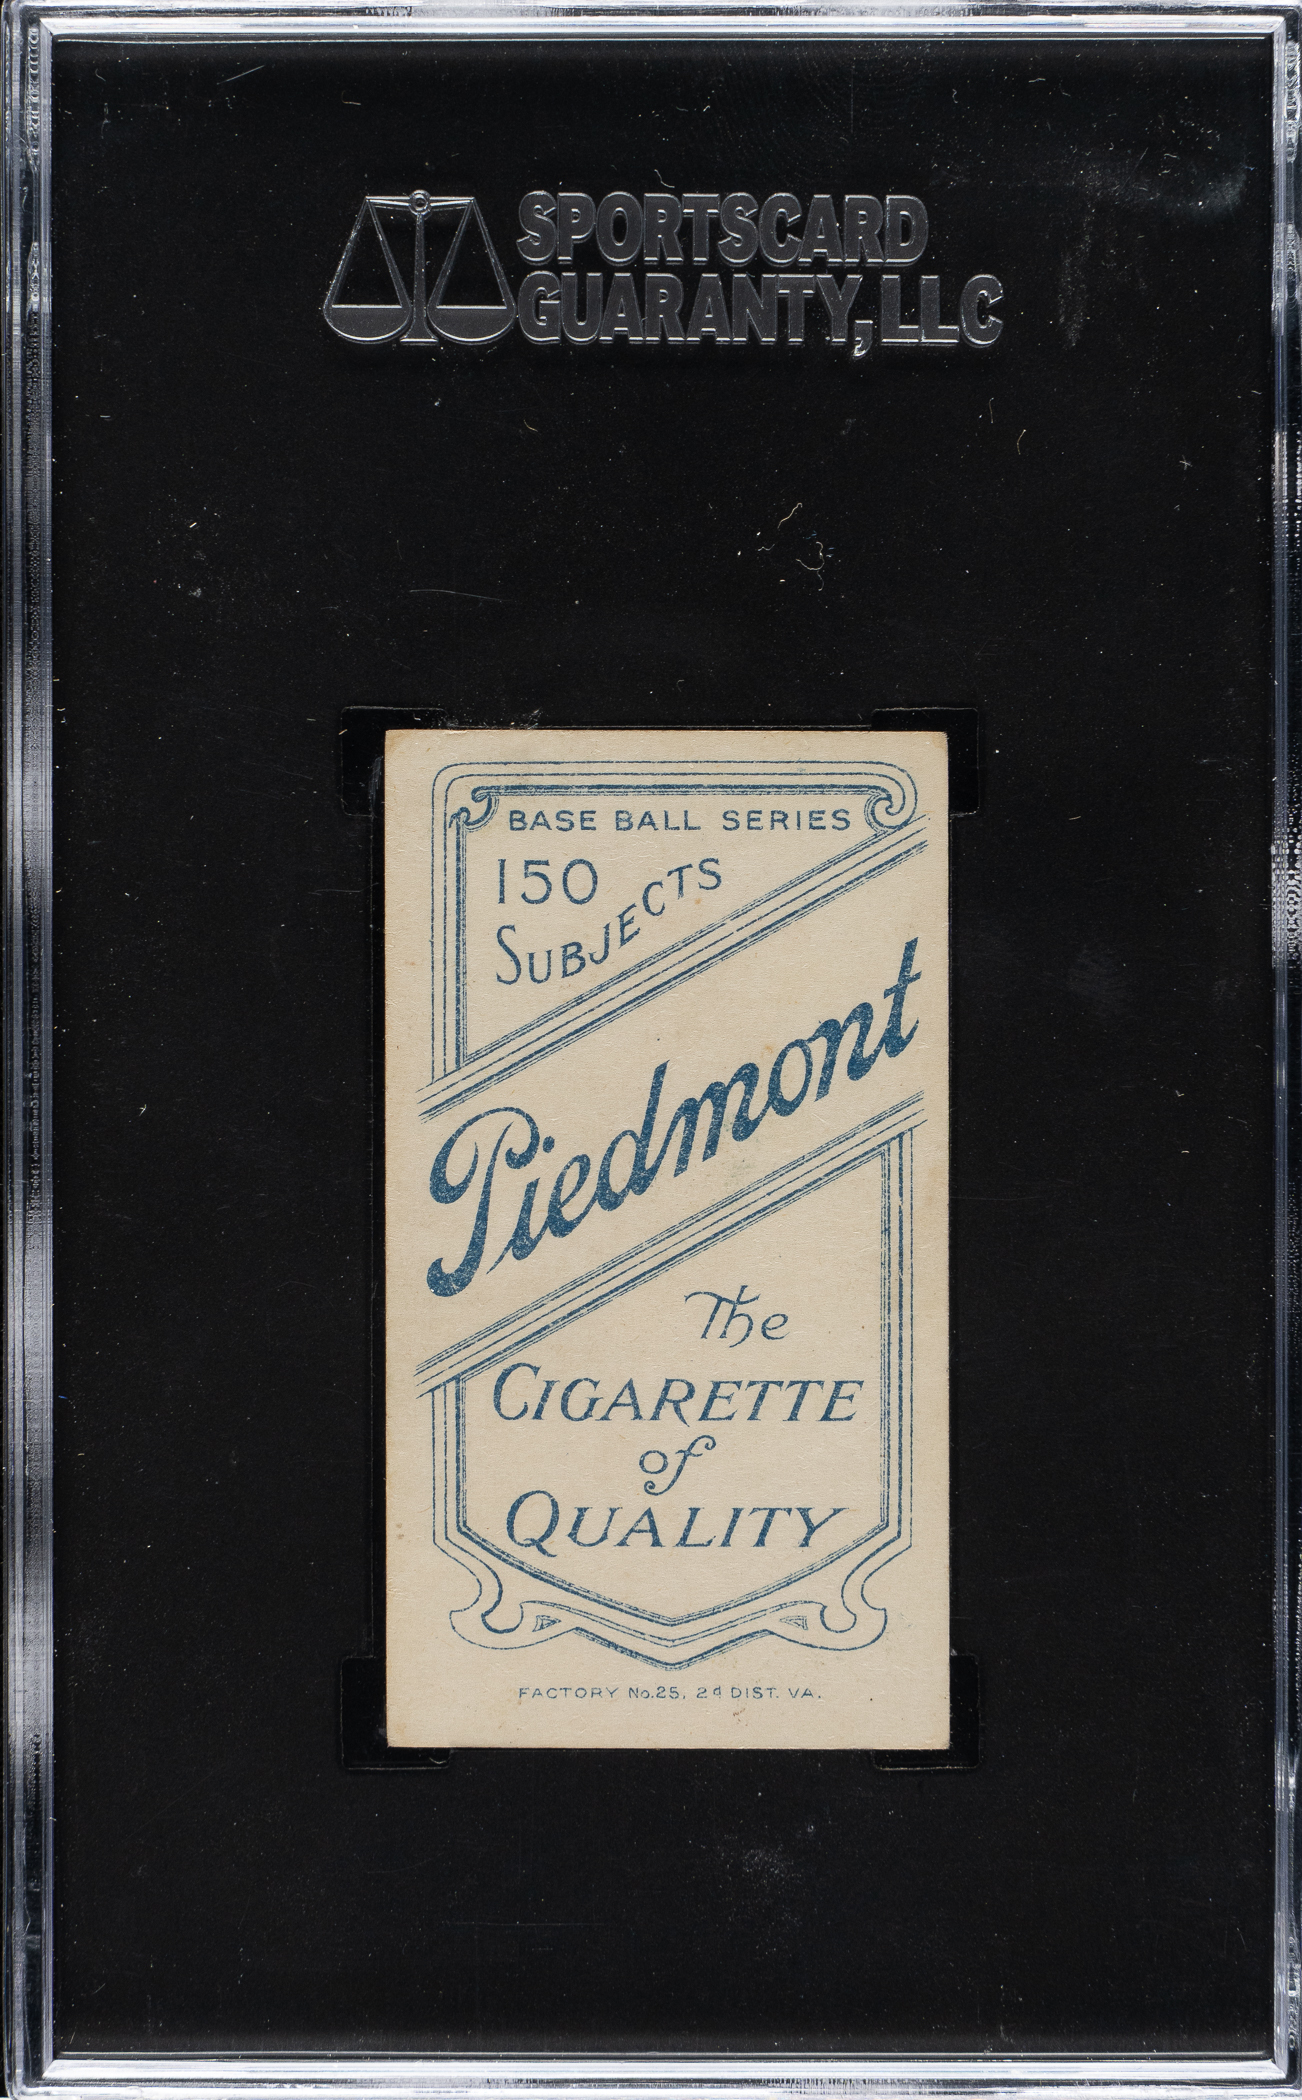 SPORTSCARD
GUARANTY, LLC
BASE BALL SERIES
150
SUBJECTS
Piedmont
The
CIGARETTE
of
QUALITY
FACTORY No.25, 2d DIST. VA.